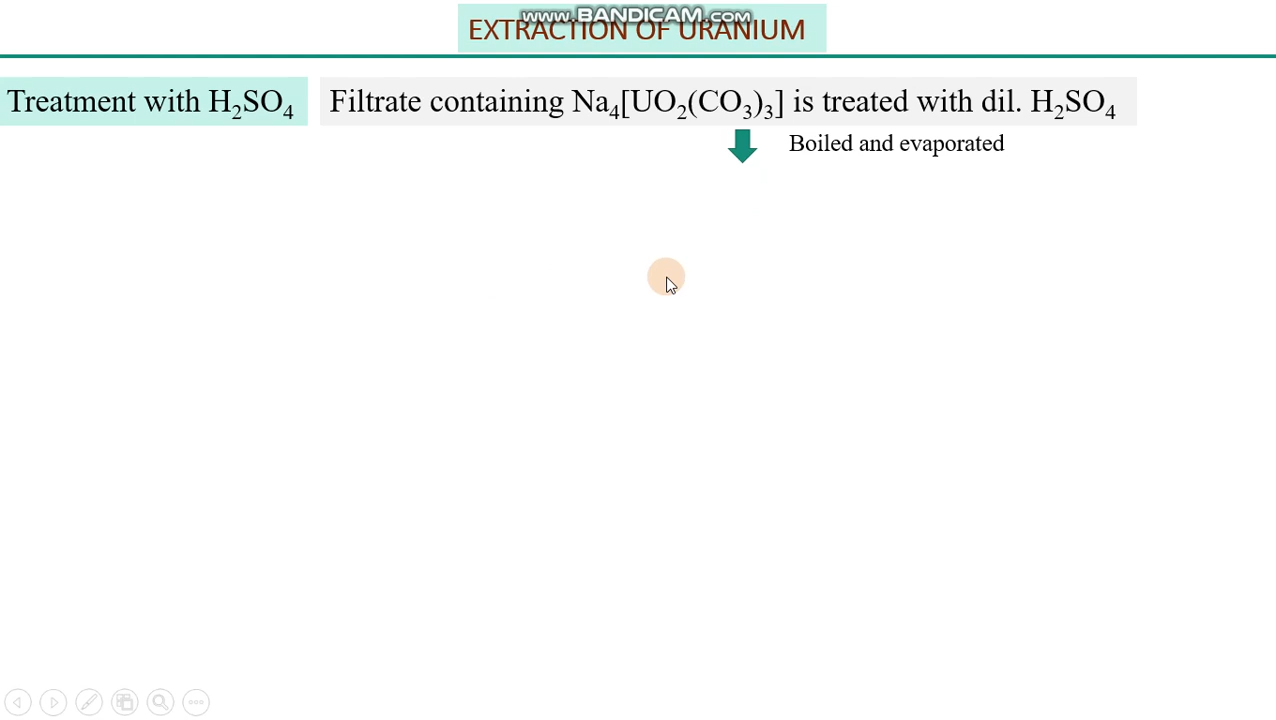 www.BANDICAM.com
EXTRACTION OF URANIUM
Treatment with H₂SO₄ Filtrate containing Na₄[UO₂(CO₃)₃] is treated with dil. H₂SO₄
Boiled and evaporated